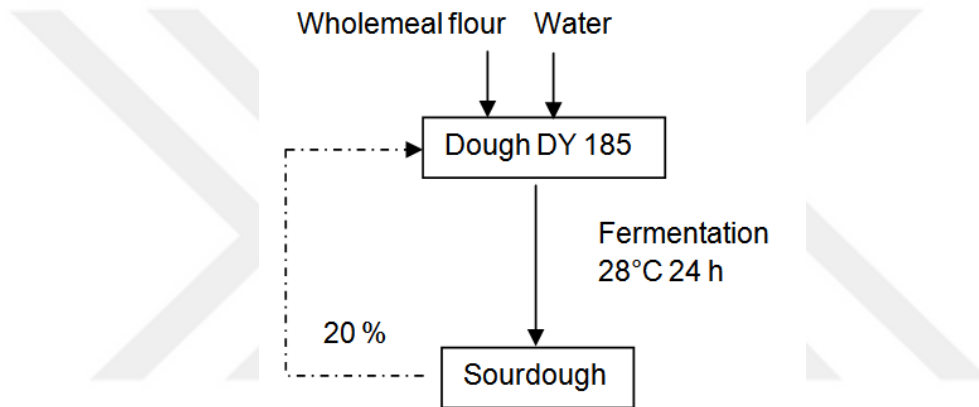 Wholemeal flour Water
Dough DY 185
Fermentation
28°C 24 h
20 %
Sourdough